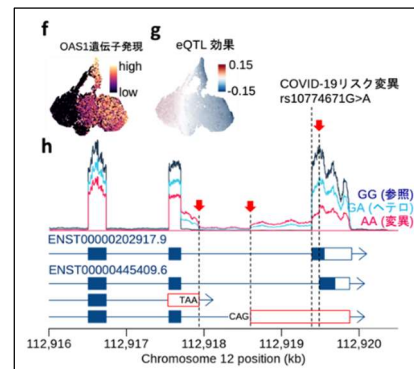 f
OAS1遺伝子発現
high
low
g
eQTL 効果
0.15
-0.15
COVID-19リスク変異
rs10774671G>A
h
GG (参照)
GA (ヘテロ)
AA (変異)
ENST00000202917.9
ENST00000445409.6
TAA
CAG
112,916 112,917 112,918 112,919 112,920
Chromosome 12 position (kb)